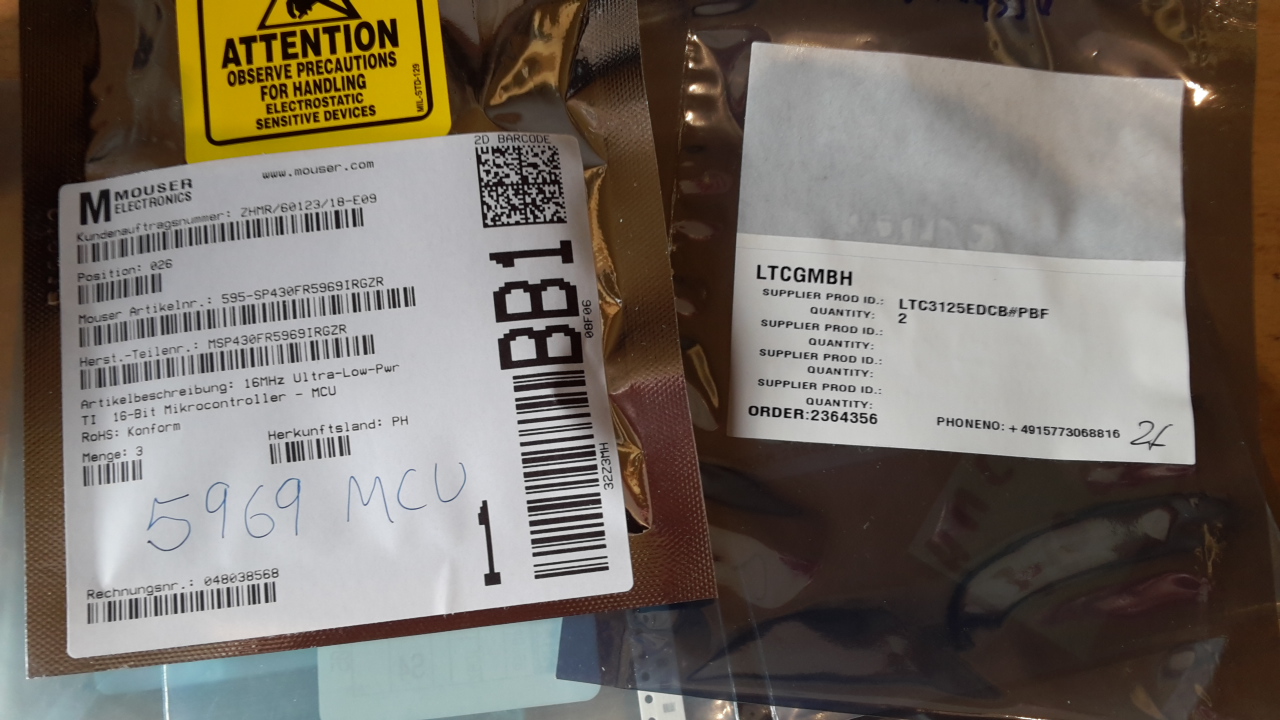 ATTENTION
OBSERVE PRECAUTIONS
FOR HANDLING
ELECTROSTATIC
SENSITIVE DEVICES
MIL-STD-129
MOUSER
ELECTRONICS
www.mouser.com
2D BARCODE
Kundenauftragsnummer: ZHMR/60123/18-E09
Position: 026
Mouser Artikelnr.: 595-SP430FR5969IRGZR
Herst.-Teilenr.: MSP430FR5969IRGZR
Artikelbeschreibung: 16MHz Ultra-Low-Pwr
TI 16-Bit Mikrocontroller - MCU
RoHS: Konform
Herkunftsland: PH
Menge: 3
5969 MCU
Rechnungsnr.: 048038568
BB1
08F06
32Z3MH
1
LTCGMBH
SUPPLIER PROD ID.: LTC3125EDCB#PBF
QUANTITY: 2
SUPPLIER PROD ID.:
QUANTITY:
SUPPLIER PROD ID.:
QUANTITY:
SUPPLIER PROD ID.:
QUANTITY:
ORDER:2364356
PHONENO: + 4915773068816